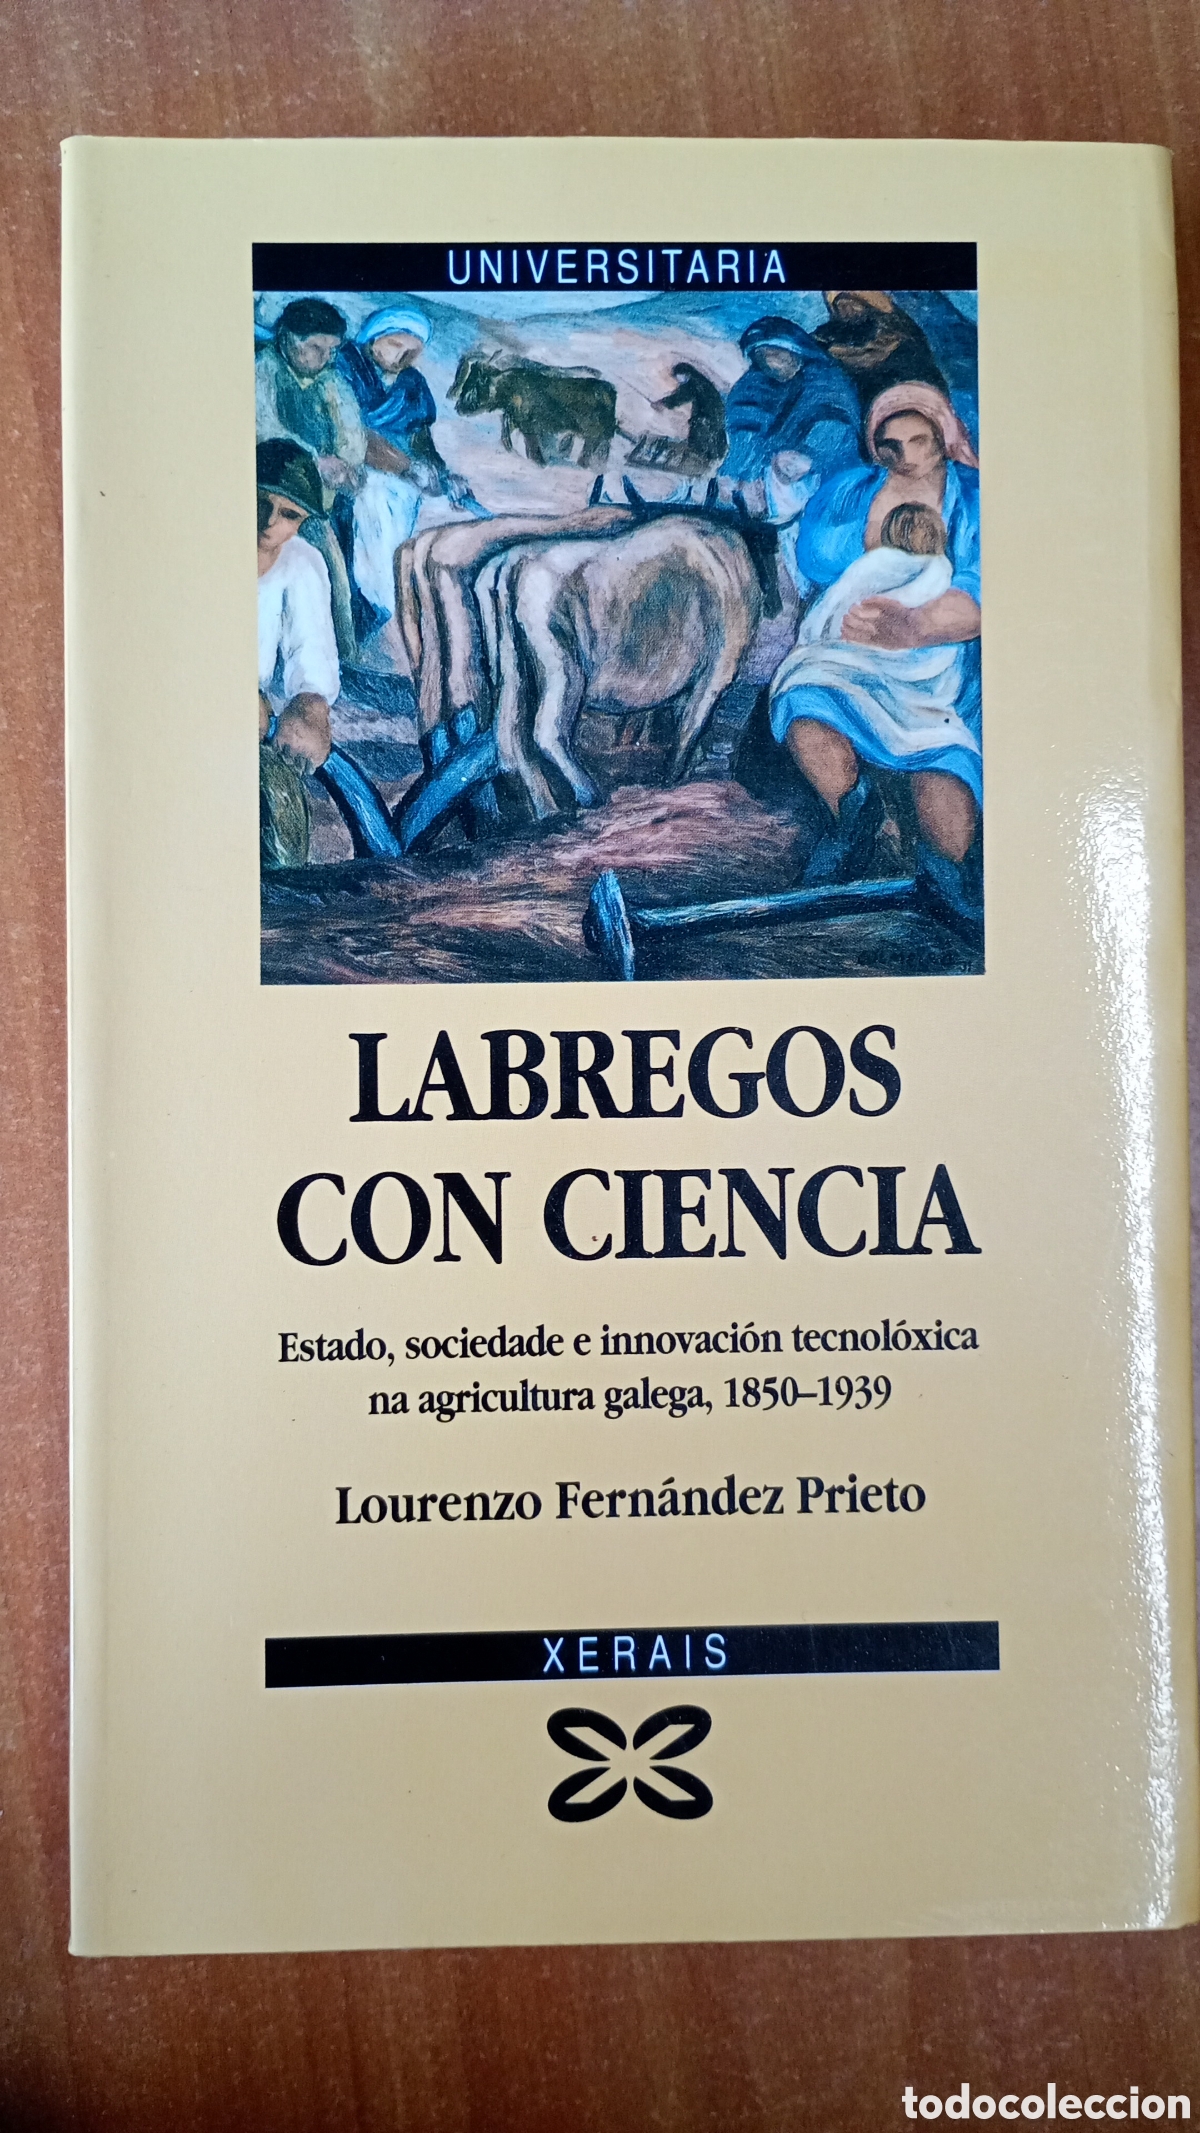 UNIVERSITARIA
LABREGOS
CON CIENCIA
Estado, sociedade e innovación tecnolóxica
na agricultura galega, 1850–1939
Lourenzo Fernández Prieto
XERAIS
todocoleccion